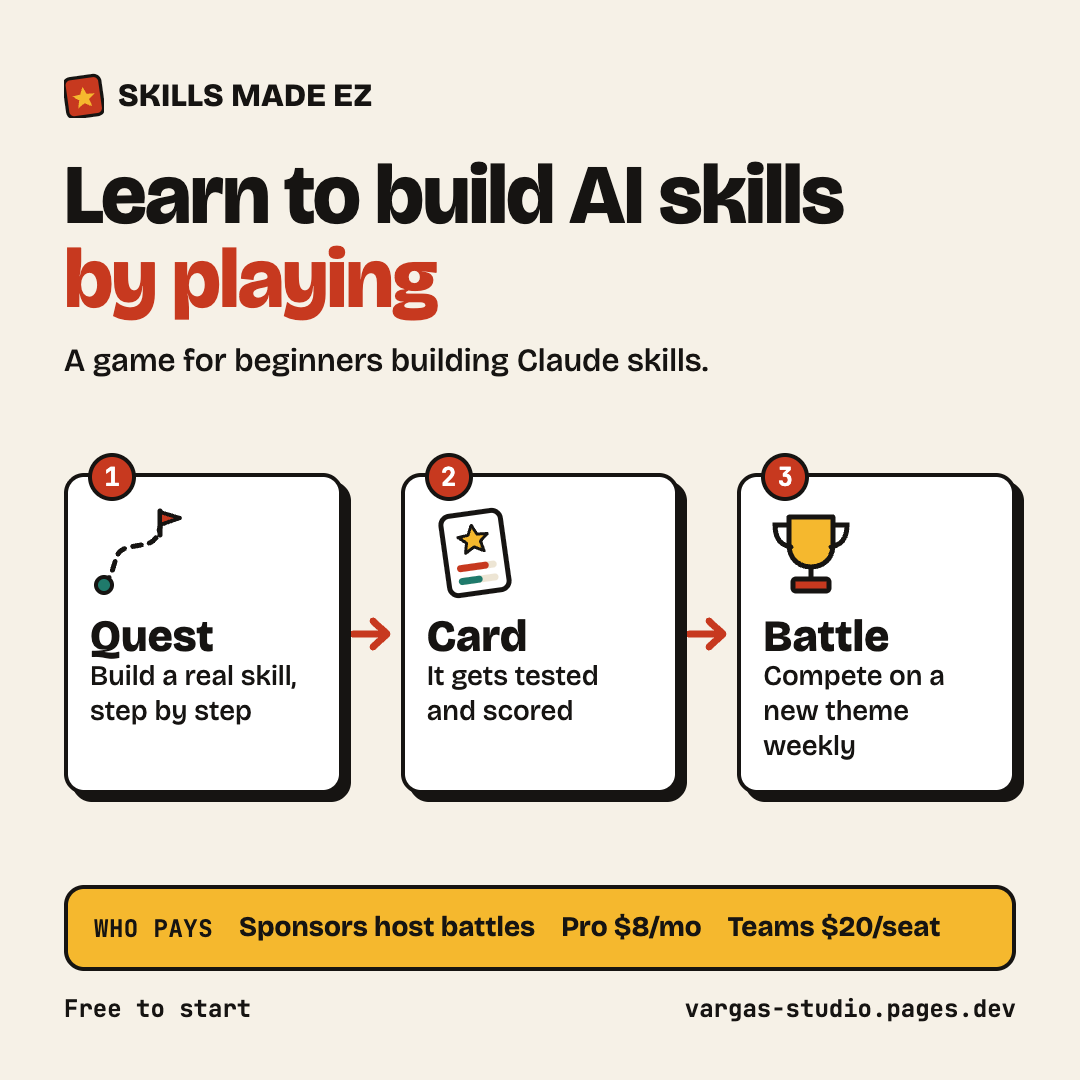 SKILLS MADE EZ
Learn to build AI skills
by playing
A game for beginners building Claude skills.
1
Quest
Build a real skill,
step by step
2
Card
It gets tested
and scored
3
Battle
Compete on a
new theme
weekly
WHO PAYS Sponsors host battles Pro $8/mo Teams $20/seat
Free to start
vargas-studio.pages.dev